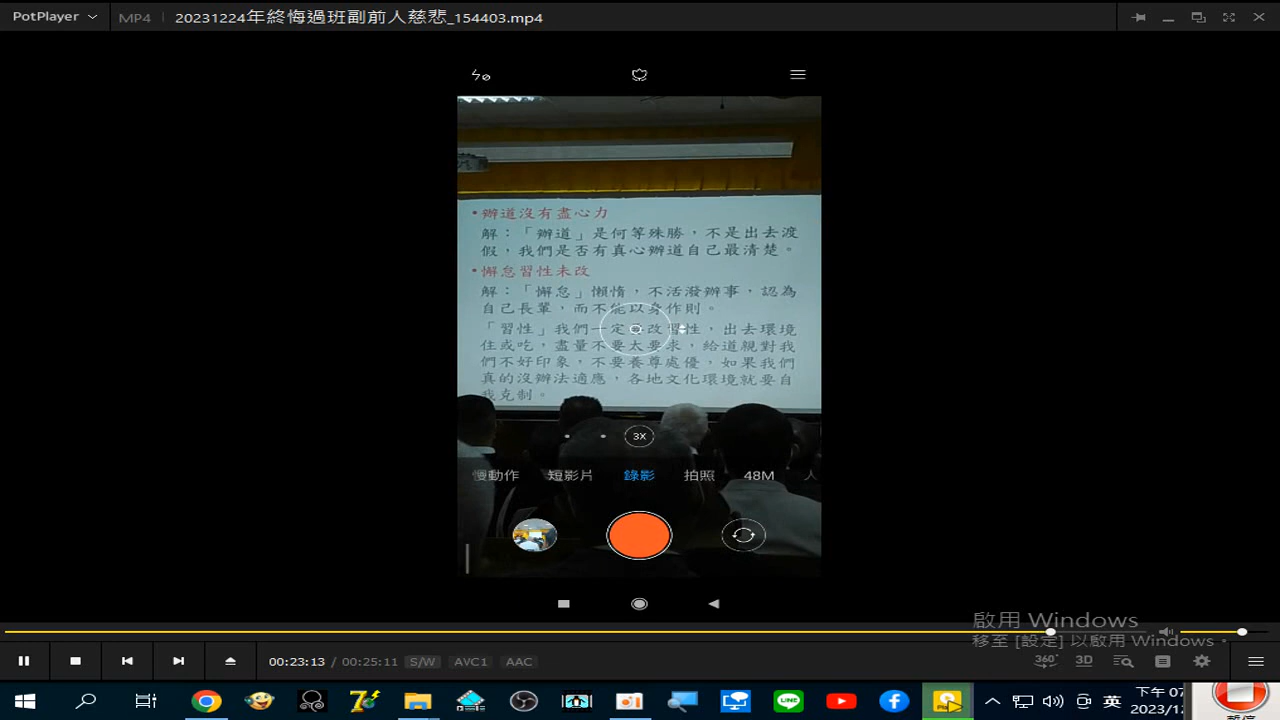 PotPlayer
MP4
20231224年終悔過班副前人慈悲_154403.mp4
•辦道沒有盡心力
解：「辦道」是何等殊勝，不是出去渡
假，我們是否有真心辦道自己最清楚。
•懈怠習性未改
解：「懈怠」懶惰，不活潑辦事，認為
自己長輩，而不能以身作則。
「習性」我們一定要改習性，出去環境
住或吃，盡量不要太要求，給道親對我
們不好印象，不要養尊處優，如果我們
真的沒辦法適應，各地文化環境就要自
我克制。
3X
慢動作 短影片 錄影 拍照 48M 人
啟用 Windows
移至 [設定] 以啟用 Windows。
00:23:13 / 00:25:11 S/W AVC1 AAC
360° 3D
LINE
英
下午 07
2023/12